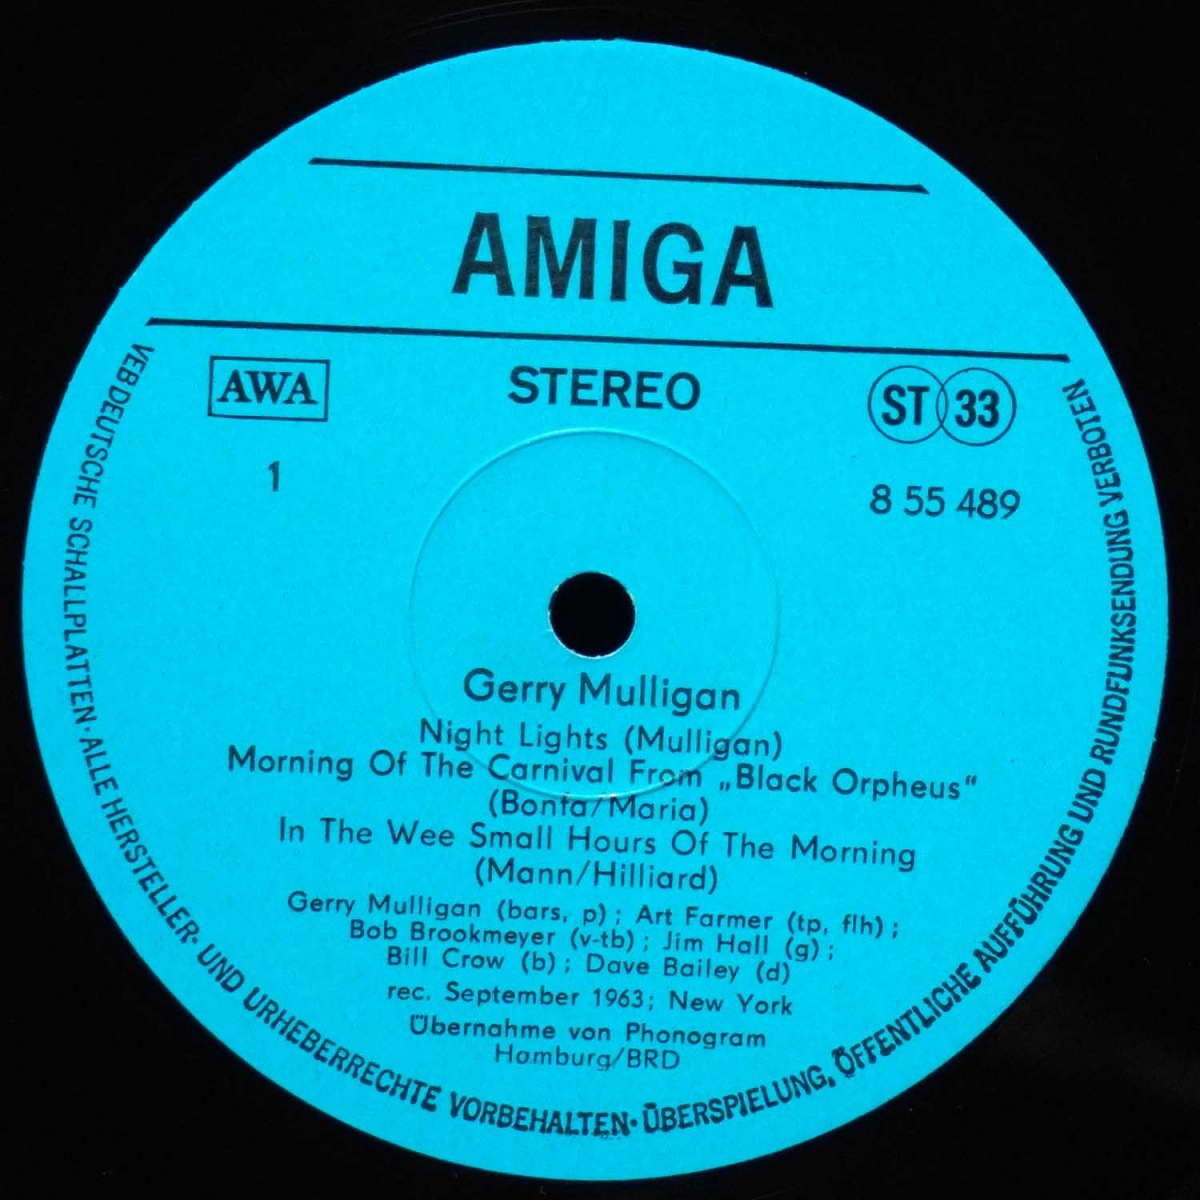 AMIGA
AWA
STEREO
ST 33
1
8 55 489
Gerry Mulligan
Night Lights (Mulligan)
Morning Of The Carnival From „Black Orpheus“
(Bonfa/Maria)
In The Wee Small Hours Of The Morning
(Mann/Hilliard)
Gerry Mulligan (bars, p) ; Art Farmer (tp, flh) ;
Bob Brookmeyer (v-tb) ; Jim Hall (g) ;
Bill Crow (b) ; Dave Bailey (d)
rec. September 1963; New York
Übernahme von Phonogram
Hamburg/BRD
VEB DEUTSCHE SCHALLPLATTEN · ALLE HERSTELLER- UND URHEBERRECHTE VORBEHALTEN · ÜBERSPIELUNG, ÖFFENTLICHE AUFFÜHRUNG UND RUNDFUNKSENDUNG VERBOTEN